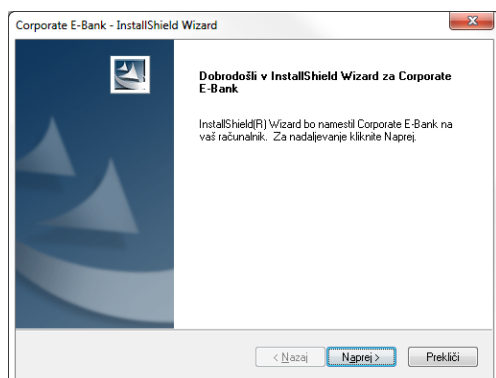 Corporate E-Bank - InstallShield Wizard
Dobrodošli v InstallShield Wizard za Corporate
E-Bank
InstallShield(R) Wizard bo namestil Corporate E-Bank na
vaš računalnik. Za nadaljevanje kliknite Naprej.
< Nazaj
Naprej >
Prekliči